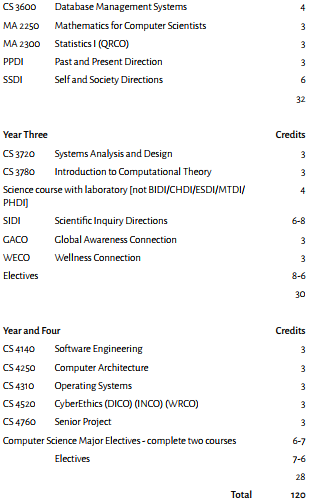 CS 3600 Database Management Systems 4
MA 2250 Mathematics for Computer Scientists 3
MA 2300 Statistics I (QRCO) 3
PPDI Past and Present Direction 3
SSDI Self and Society Directions 6
32
Year Three Credits
CS 3720 Systems Analysis and Design 3
CS 3780 Introduction to Computational Theory 3
Science course with laboratory [not BIDI/CHDI/ESDI/MTDI/ 4
PHDI]
SIDI Scientific Inquiry Directions 6-8
GACO Global Awareness Connection 3
WECO Wellness Connection 3
Electives 8-6
30
Year and Four Credits
CS 4140 Software Engineering 3
CS 4250 Computer Architecture 3
CS 4310 Operating Systems 3
CS 4520 CyberEthics (DICO) (INCO) (WRCO) 3
CS 4760 Senior Project 3
Computer Science Major Electives - complete two courses 6-7
Electives 7-6
28
Total 120